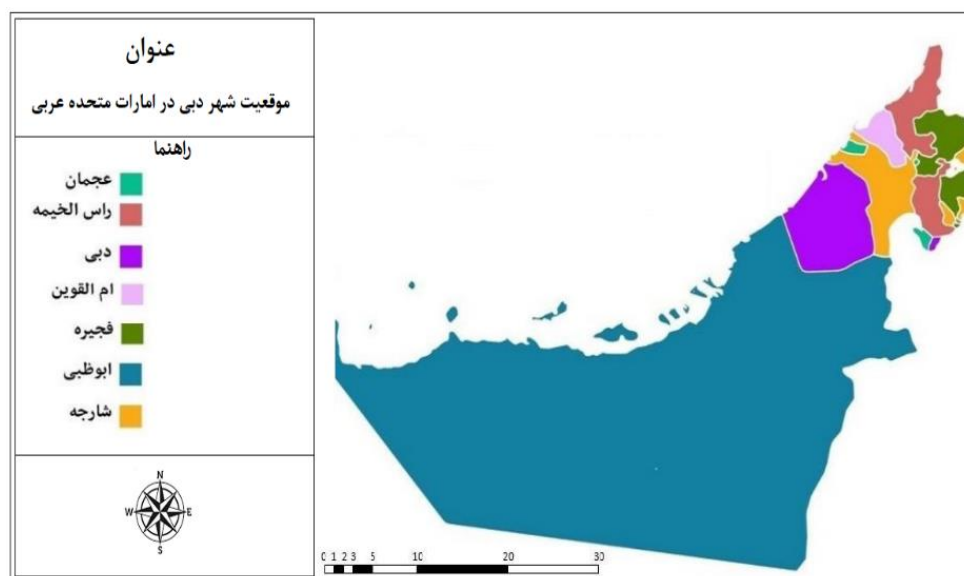 عنوان
موقعیت شهر دبی در امارات متحده عربی
راهنما
عجمان
راس الخیمه
دبی
ام القوین
فجیره
ابوظبی
شارجه
N
W E
S
0 1 2 3 5 10 20 30